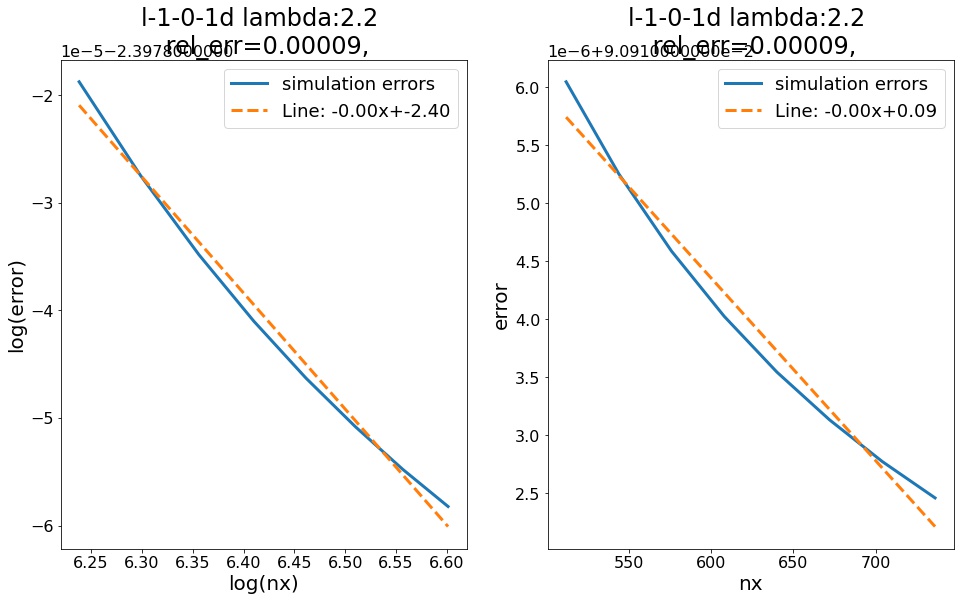 l-1-0-1d lambda:2.2
rel_err=0.00009,
1e−5−2.3978000000
simulation errors
Line: -0.00x+-2.40
−2
−3
−4
−5
−6
log(error)
6.25 6.30 6.35 6.40 6.45 6.50 6.55 6.60
log(nx)
l-1-0-1d lambda:2.2
rel_err=0.00009,
1e−6+9.0910000000e−2
simulation errors
Line: -0.00x+0.09
6.0
5.5
5.0
4.5
4.0
3.5
3.0
2.5
error
550 600 650 700
nx